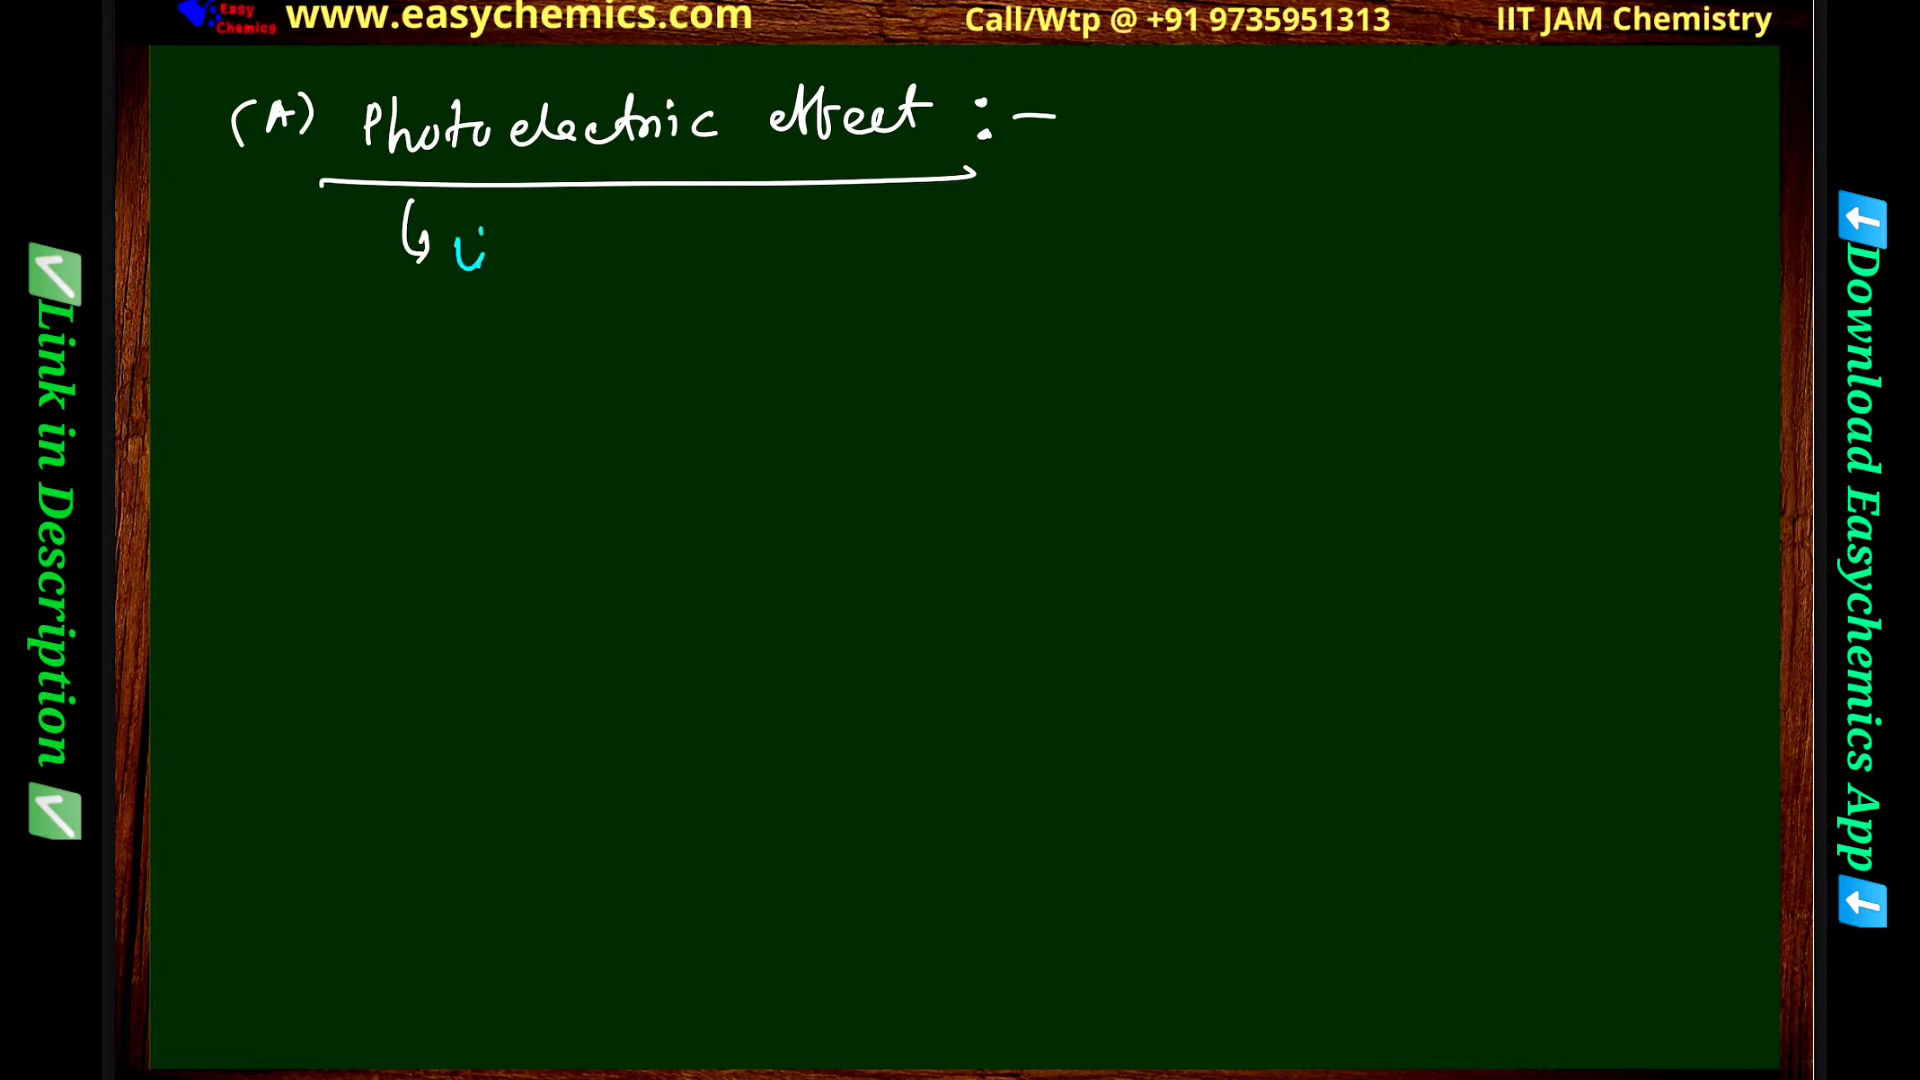 Easy
Chemics
www.easychemics.com
Call/Wtp @ +91 9735951313
IIT JAM Chemistry
(A) Photoelectric effect :-
✅Link in Description ✅
⬅️Download Easychemics App⬅️